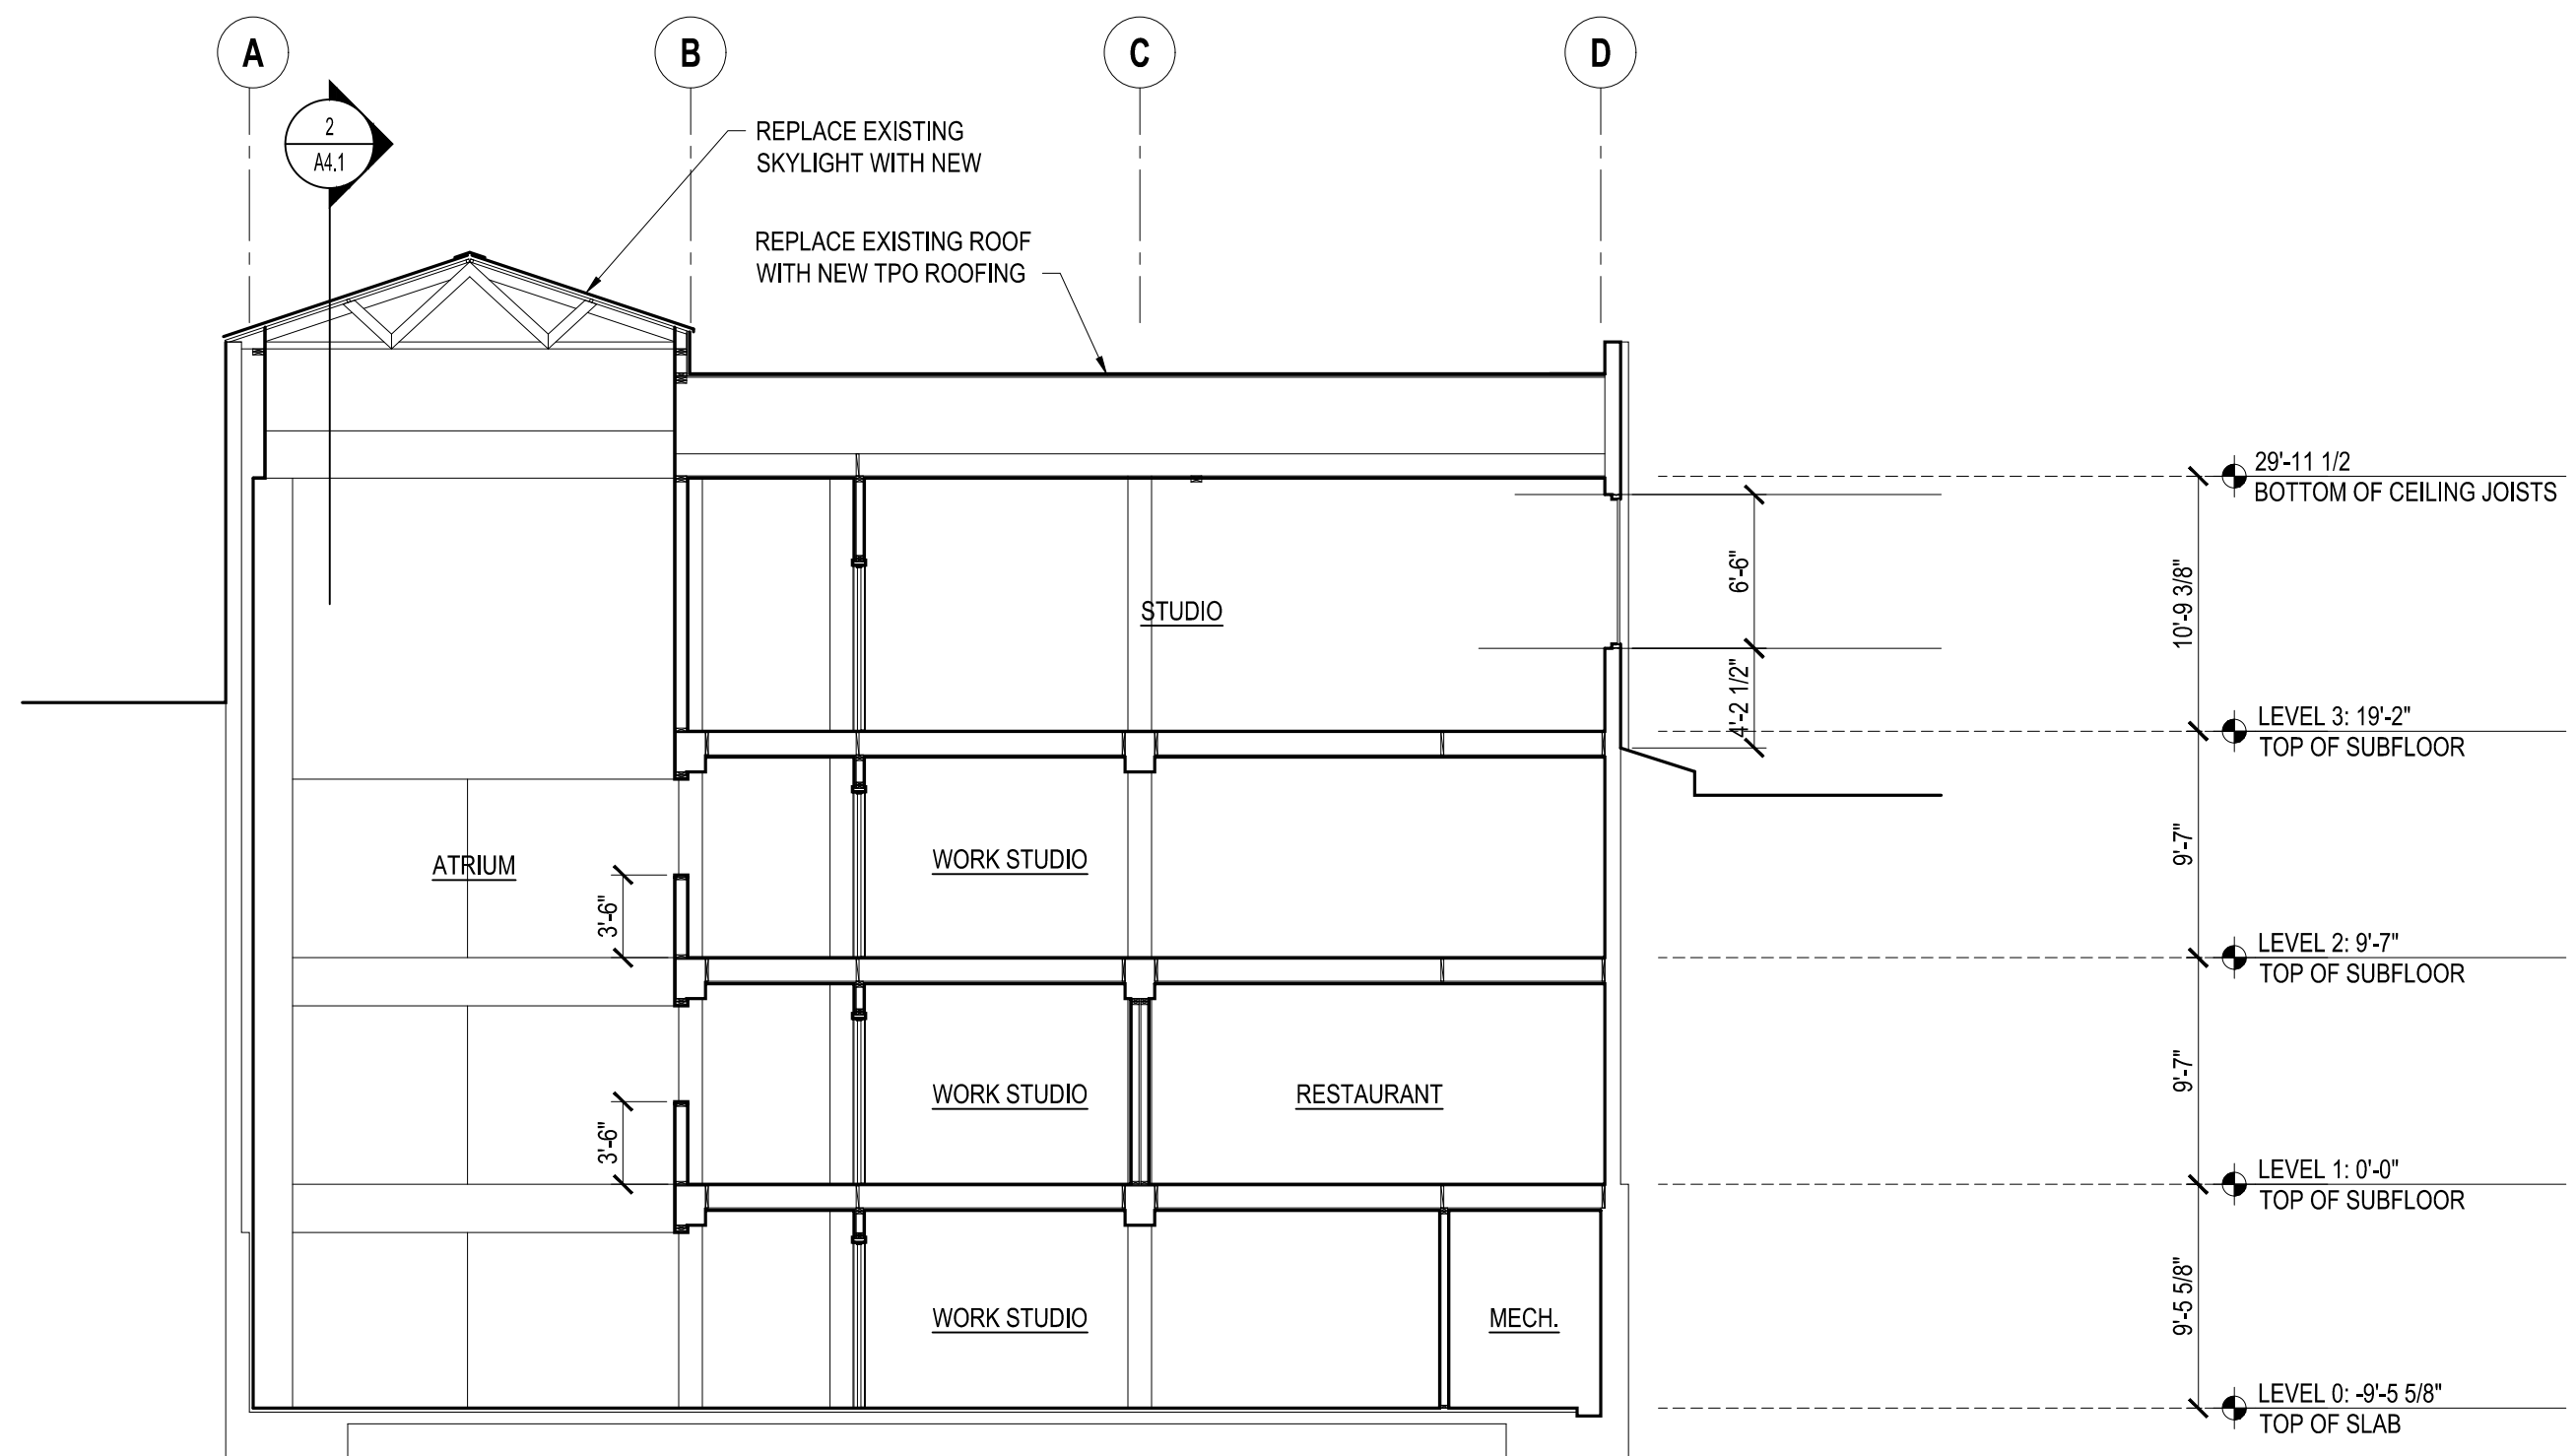 A
B
C
D
2
A4.1
REPLACE EXISTING
SKYLIGHT WITH NEW
REPLACE EXISTING ROOF
WITH NEW TPO ROOFING
29'-11 1/2
BOTTOM OF CEILING JOISTS
6'-6"
10'-9 3/8"
STUDIO
4'-2 1/2"
LEVEL 3: 19'-2"
TOP OF SUBFLOOR
ATRIUM
WORK STUDIO
9'-7"
3'-6"
LEVEL 2: 9'-7"
TOP OF SUBFLOOR
WORK STUDIO
RESTAURANT
9'-7"
3'-6"
LEVEL 1: 0'-0"
TOP OF SUBFLOOR
WORK STUDIO
MECH.
9'-5 5/8"
LEVEL 0: -9'-5 5/8"
TOP OF SLAB